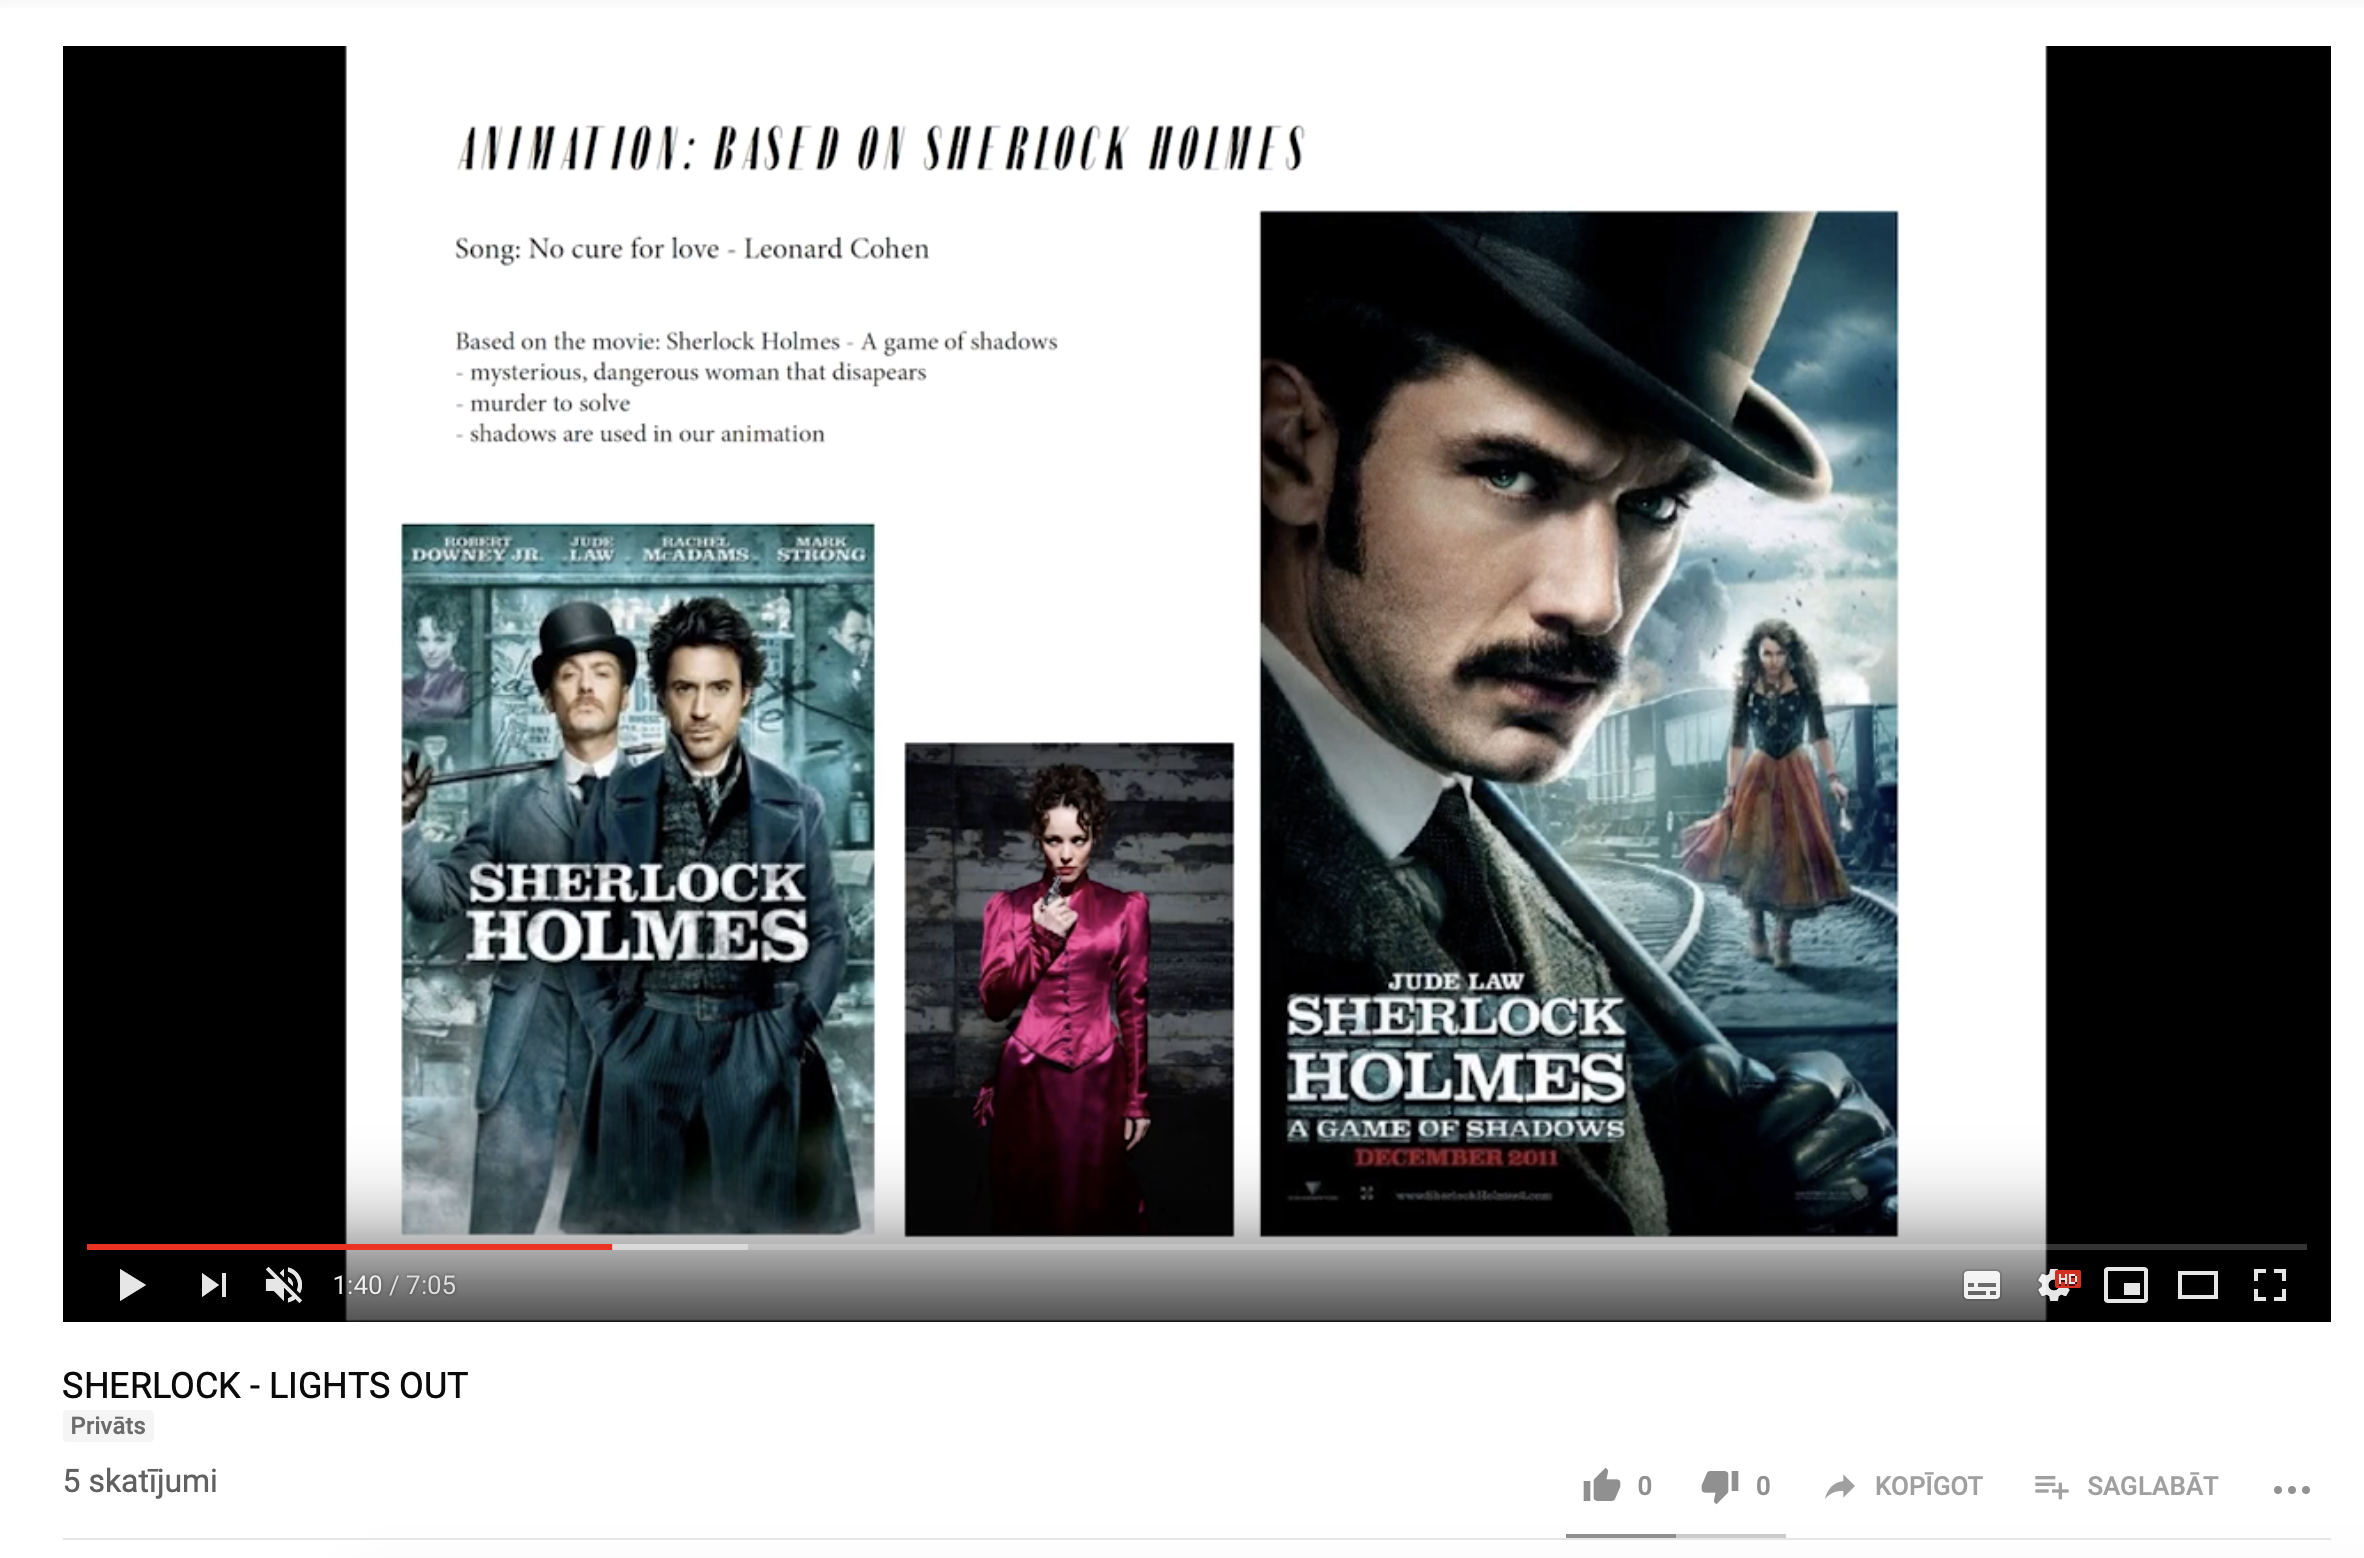 ANIMATION: BASED ON SHERLOCK HOLMES
Song: No cure for love - Leonard Cohen
Based on the movie: Sherlock Holmes - A game of shadows
- mysterious, dangerous woman that disapears
- murder to solve
- shadows are used in our animation
ROBERT DOWNEY JR. JUDE LAW RACHEL McADAMS MARK STRONG
SHERLOCK
HOLMES
JUDE LAW
SHERLOCK
HOLMES
A GAME OF SHADOWS
DECEMBER 2011
1:40 / 7:05
HD
SHERLOCK - LIGHTS OUT
Privāts
5 skatījumi
0 0 KOPĪGOT SAGLABĀT